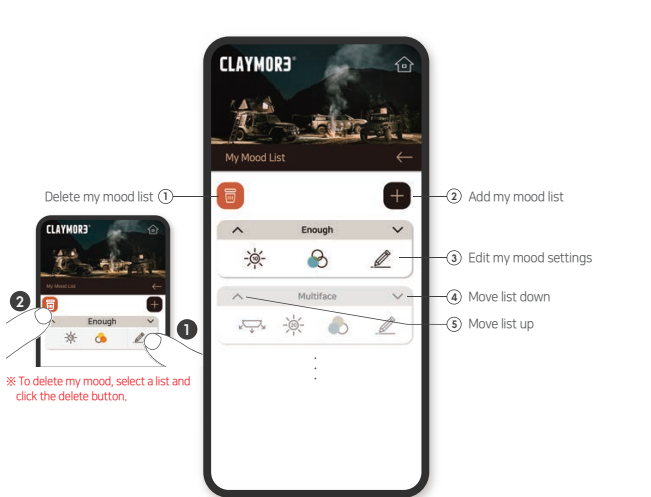 CLAYMOR3®
My Mood List
Delete my mood list ①
② Add my mood list
Enough
10
③ Edit my mood settings
Multiface
④ Move list down
20
⑤ Move list up
CLAYMOR3®
My Mood List
2
Enough
1
※ To delete my mood, select a list and
click the delete button.